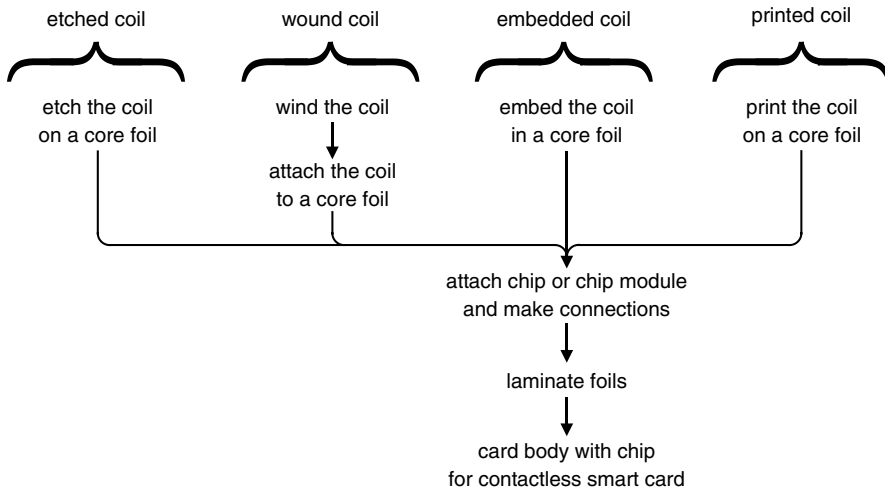 etched coil
wound coil
embedded coil
printed coil
etch the coil
on a core foil
wind the coil
attach the coil
to a core foil
embed the coil
in a core foil
print the coil
on a core foil
attach chip or chip module
and make connections
laminate foils
card body with chip
for contactless smart card